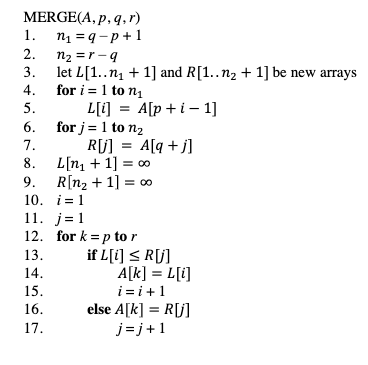 MERGE(A, p, q, r)
1. n₁ = q – p + 1
2. n₂ = r – q
3. let L[1..n₁ + 1] and R[1..n₂ + 1] be new arrays
4. for i = 1 to n₁
5. L[i] = A[p + i – 1]
6. for j = 1 to n₂
7. R[j] = A[q + j]
8. L[n₁ + 1] = ∞
9. R[n₂ + 1] = ∞
10. i = 1
11. j = 1
12. for k = p to r
13. if L[i] ≤ R[j]
14. A[k] = L[i]
15. i = i + 1
16. else A[k] = R[j]
17. j = j + 1